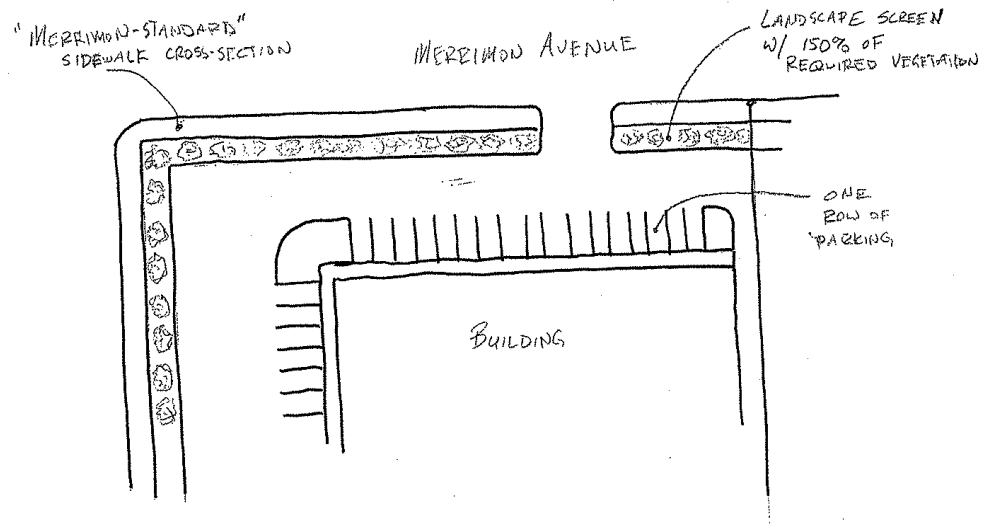 "MERRIMON-STANDARD"
SIDEWALK CROSS-SECTION
MERRIMON AVENUE
LANDSCAPE SCREEN
W/ 150% OF
REQUIRED VEGETATION
ONE
ROW OF
PARKING
BUILDING